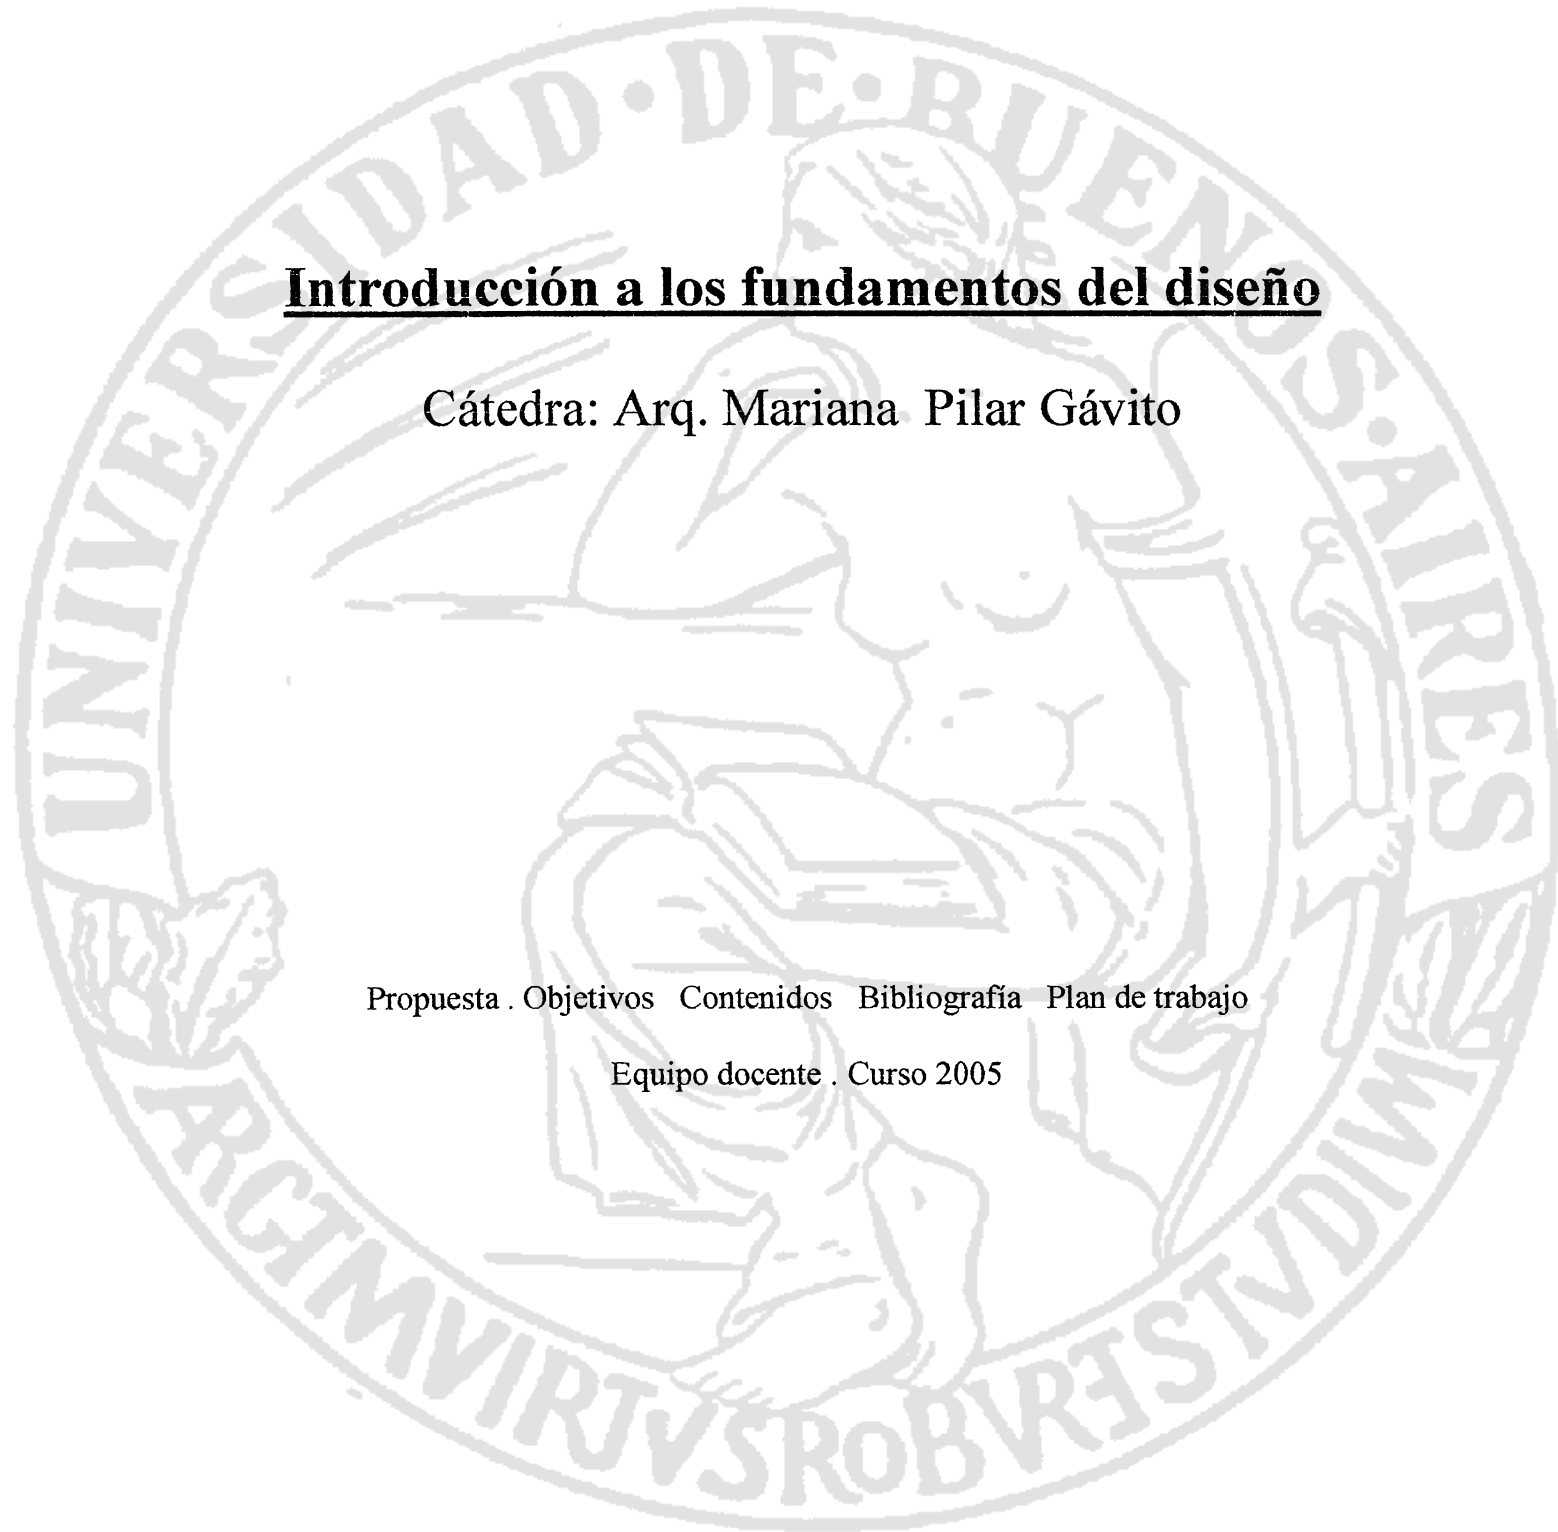 UNIVERSIDAD·DE·BUENOS·AIRES
Introducción a los fundamentos del diseño
Cátedra: Arq. Mariana Pilar Gávito
Propuesta . Objetivos Contenidos Bibliografía Plan de trabajo
Equipo docente . Curso 2005
ARGTMVIRTVSROBVRETSTVDIVM